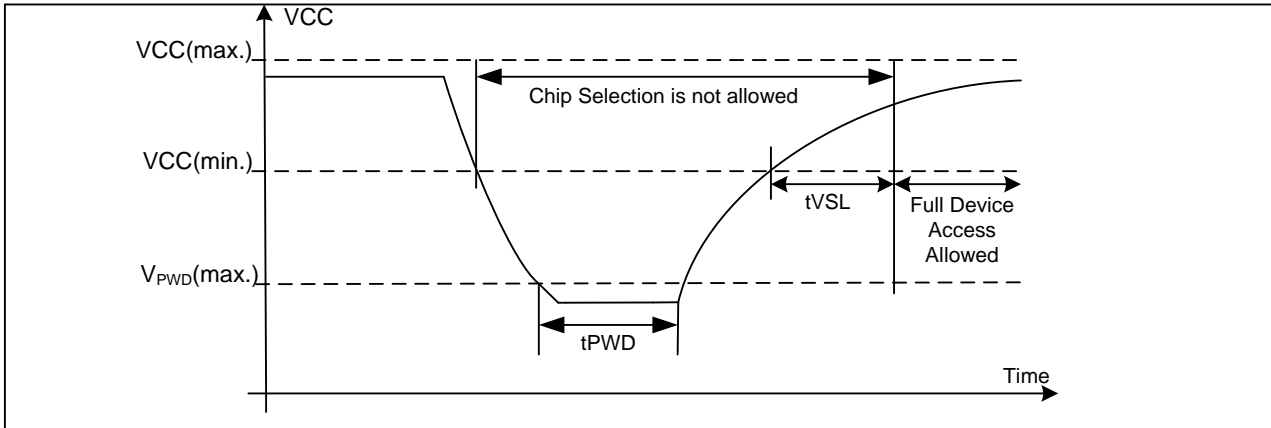 VCC
VCC(max.)
Chip Selection is not allowed
VCC(min.)
tVSL
Full Device
Access
Allowed
VPWD(max.)
tPWD
Time